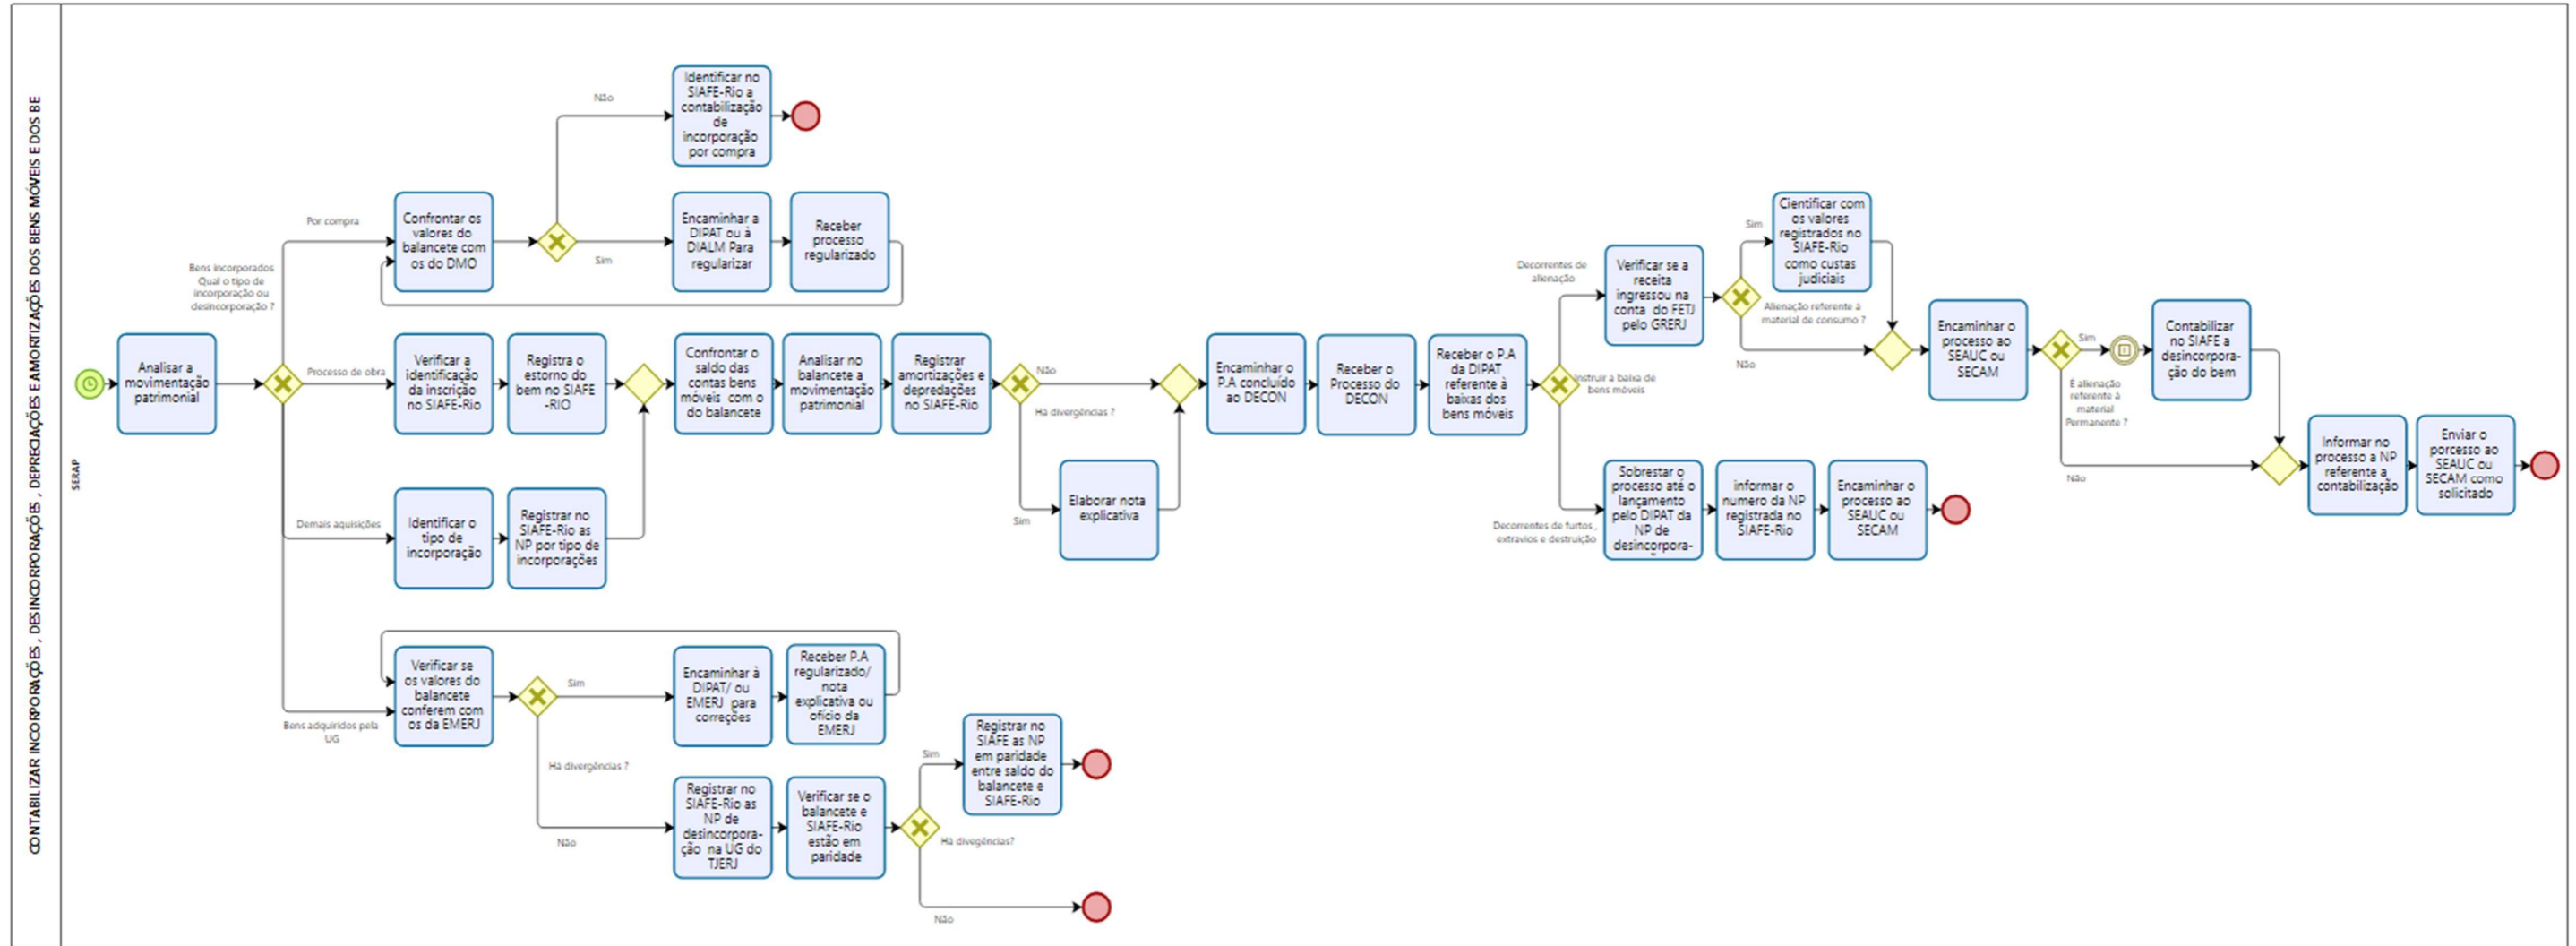 CONTABILIZAR INCORPORAÇÕES , DESINCORPORAÇÕES , DEPRECIAÇÕES E AMORTIZAÇÕES DOS BENS MÓVEIS E DOS BE
SERAP
Analisar a
movimentação
patrimonial
Bens incorporados
Qual o tipo de
incorporação ou
desincorporação ?
Por compra
Confrontar os
valores do
balancete com
os do DMO
Não
Identificar no
SIAFE-Rio a
contabilização
de
incorporação
por compra
Sim
Encaminhar a
DIPAT ou à
DIALM Para
regularizar
Receber
processo
regularizado
Processo de obra
Verificar a
identificação
da inscrição
no SIAFE-Rio
Registra o
estorno do
bem no SIAFE
-RIO
Demais aquisições
Identificar o
tipo de
incorporação
Registrar no
SIAFE-Rio as
NP por tipo de
incorporações
Confrontar o
saldo das
contas bens
móveis com o
do balancete
Analisar no
balancete a
movimentação
patrimonial
Registrar
amortizações e
depredações
no SIAFE-Rio
Não
Há divergências ?
Sim
Elaborar nota
explicativa
Encaminhar o
P.A concluído
ao DECON
Receber o
Processo do
DECON
Receber o P.A
da DIPAT
referente à
baixas dos
bens móveis
Instruir a baixa de
bens móveis
Decorrentes de
alienação
Verificar se a
receita
ingressou na
conta do FETJ
pelo GRERJ
Sim
Cientificar com
os valores
registrados no
SIAFE-Rio
como custas
judiciais
Alienação referente à
material de consumo ?
Não
Encaminhar o
processo ao
SEAUC ou
SECAM
Sim
É alienação
referente à
material
Permanente ?
Não
Contabilizar
no SIAFE a
desincorpora-
ção do bem
Informar no
processo a NP
referente a
contabilização
Enviar o
porcesso ao
SEAUC ou
SECAM como
solicitado
Decorrentes de furtos ,
extravios e destruição
Sobrestar o
processo até o
lançamento
pelo DIPAT da
NP de
desincorpora-
informar o
numero da NP
registrada no
SIAFE-Rio
Encaminhar o
processo ao
SEAUC ou
SECAM
Bens adquiridos pela
UG
Verificar se
os valores do
balancete
conferem com
os da EMERJ
Sim
Encaminhar à
DIPAT/ ou
EMERJ para
correções
Receber P.A
regularizado/
nota
explicativa ou
ofício da
EMERJ
Há divergências ?
Não
Registrar no
SIAFE-Rio as
NP de
desincorpora-
ção na UG do
TJERJ
Verificar se o
balancete e
SIAFE-Rio
estão em
paridade
Sim
Registrar no
SIAFE as NP
em paridade
entre saldo do
balancete e
SIAFE-Rio
Há divegências?
Não